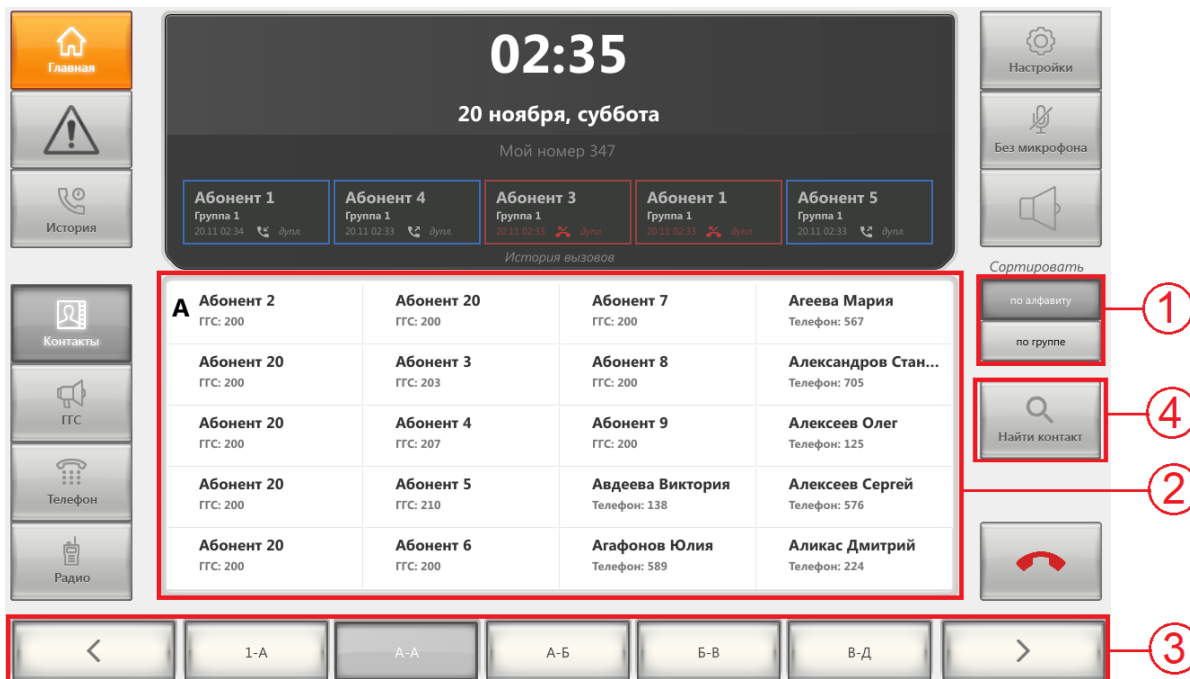 Главная
История
Контакты
ГГС
Телефон
Радио
02:35
20 ноября, суббота
Мой номер 347
Абонент 1
Группа 1
20.11 02:34 дупл.
Абонент 4
Группа 1
20.11 02:33 дупл.
Абонент 3
Группа 1
20.11 02:33 дупл.
Абонент 1
Группа 1
20.11 02:33 дупл.
Абонент 5
Группа 1
20.11 02:33 дупл.
История вызовов
А
Абонент 2
ГГС: 200
Абонент 20
ГГС: 200
Абонент 7
ГГС: 200
Агеева Мария
Телефон: 567
Абонент 20
ГГС: 200
Абонент 3
ГГС: 203
Абонент 8
ГГС: 200
Александров Стан...
Телефон: 705
Абонент 20
ГГС: 200
Абонент 4
ГГС: 207
Абонент 9
ГГС: 200
Алексеев Олег
Телефон: 125
Абонент 20
ГГС: 200
Абонент 5
ГГС: 210
Авдеева Виктория
Телефон: 138
Алексеев Сергей
Телефон: 576
Абонент 20
ГГС: 200
Абонент 6
ГГС: 200
Агафонов Юлия
Телефон: 589
Аликас Дмитрий
Телефон: 224
Настройки
Без микрофона
Сортировать
по алфавиту
по группе
1
Найти контакт
4
2
1-А
А-А
А-Б
Б-В
В-Д
3